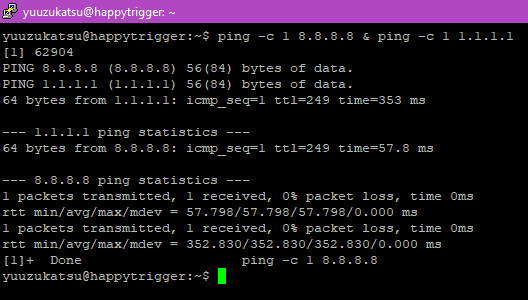 yuuzukatsu@happytrigger: ~
yuuzukatsu@happytrigger:~$ ping -c 1 8.8.8.8 & ping -c 1 1.1.1.1
[1] 62904
PING 8.8.8.8 (8.8.8.8) 56(84) bytes of data.
PING 1.1.1.1 (1.1.1.1) 56(84) bytes of data.
64 bytes from 1.1.1.1: icmp_seq=1 ttl=249 time=353 ms

--- 1.1.1.1 ping statistics ---
64 bytes from 8.8.8.8: icmp_seq=1 ttl=249 time=57.8 ms

--- 8.8.8.8 ping statistics ---
1 packets transmitted, 1 received, 0% packet loss, time 0ms
rtt min/avg/max/mdev = 57.798/57.798/57.798/0.000 ms
1 packets transmitted, 1 received, 0% packet loss, time 0ms
rtt min/avg/max/mdev = 352.830/352.830/352.830/0.000 ms
[1]+  Done                    ping -c 1 8.8.8.8
yuuzukatsu@happytrigger:~$